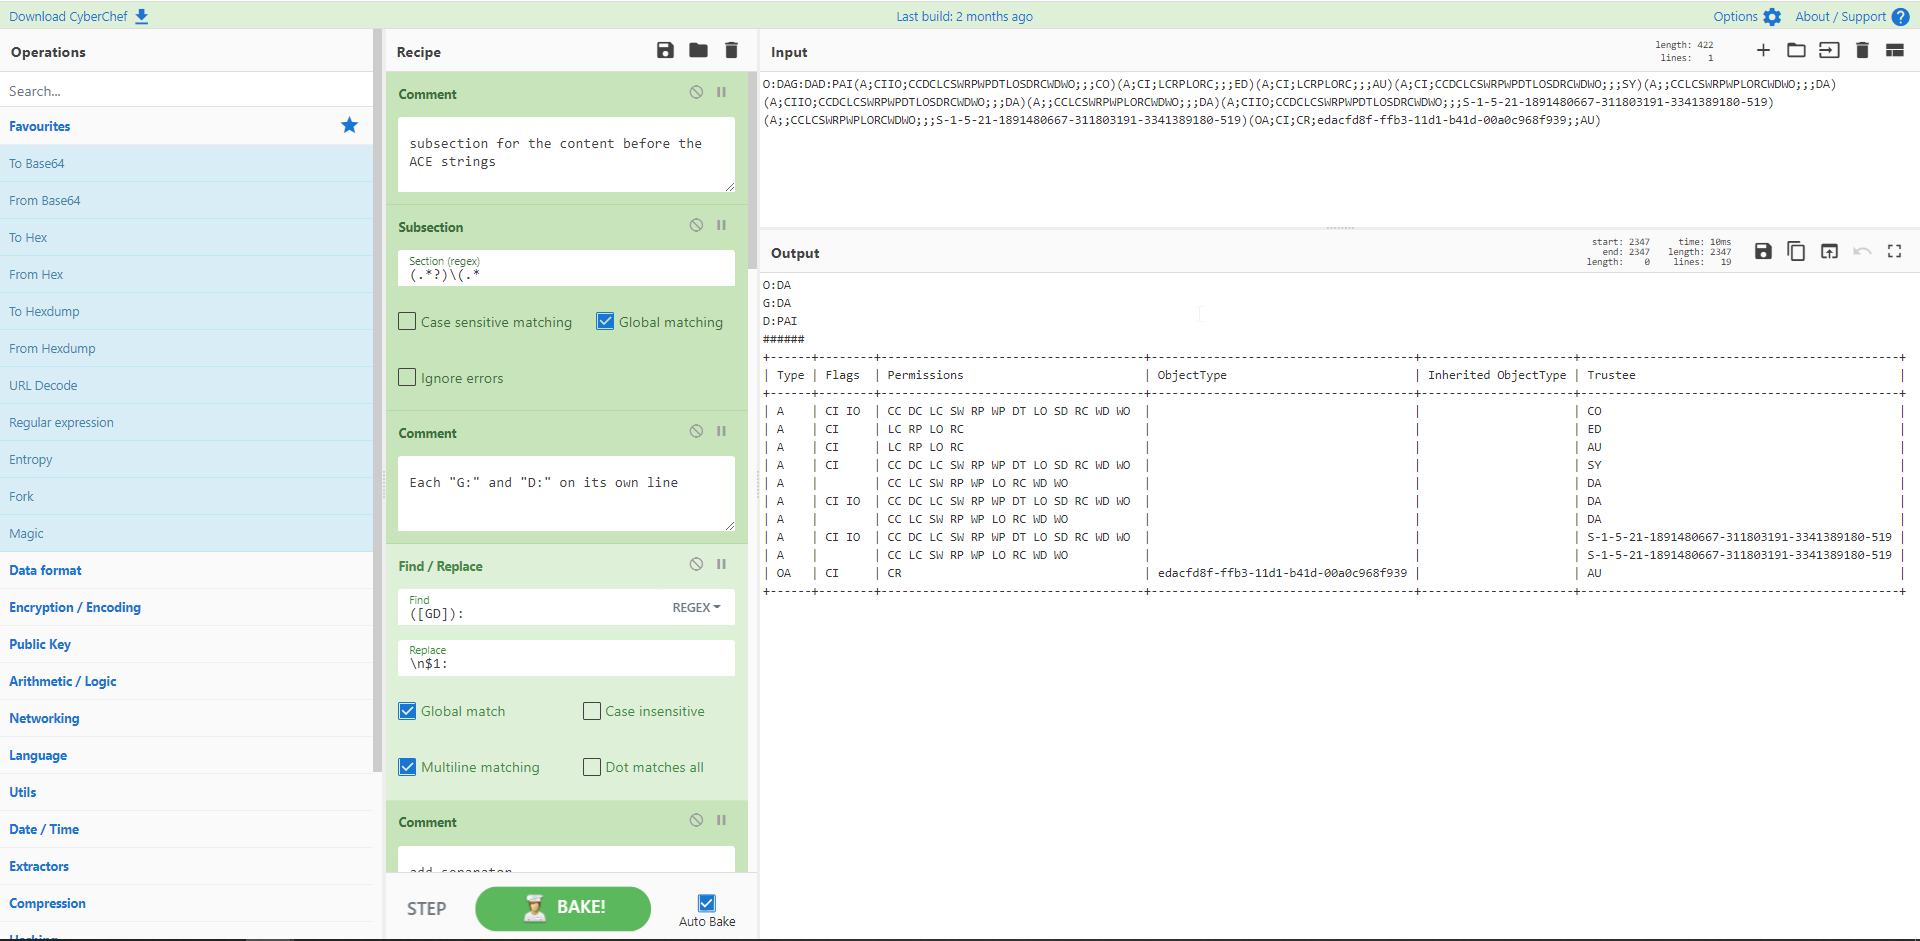 Download CyberChef
Last build: 2 months ago
Options
About / Support
Operations
Search...
Favourites
To Base64
From Base64
To Hex
From Hex
To Hexdump
From Hexdump
URL Decode
Regular expression
Entropy
Fork
Magic
Data format
Encryption / Encoding
Public Key
Arithmetic / Logic
Networking
Language
Utils
Date / Time
Extractors
Compression
Hashing
Recipe
Comment
subsection for the content before the
ACE strings
Subsection
Section (regex)
(.*?)\(.*
Case sensitive matching
Global matching
Ignore errors
Comment
Each "G:" and "D:" on its own line
Find / Replace
Find
([GD]):
REGEX
Replace
\n$1:
Global match
Case insensitive
Multiline matching
Dot matches all
Comment
add separator
STEP
BAKE!
Auto Bake
Input
length: 422
lines: 1
O:DAG:DAD:PAI(A;CIIO;CCDCLCSWRPWPDTLOSDRCWDWO;;;CO)(A;CI;LCRPLORC;;;ED)(A;CI;LCRPLORC;;;AU)(A;CI;CCDCLCSWRPWPDTLOSDRCWDWO;;;SY)(A;;CCLCSWRPWPLORCWDWO;;;DA)
(A;CIIO;CCDCLCSWRPWPDTLOSDRCWDWO;;;DA)(A;;CCLCSWRPWPLORCWDWO;;;DA)(A;CIIO;CCDCLCSWRPWPDTLOSDRCWDWO;;;S-1-5-21-1891480667-311803191-3341389180-519)
(A;;CCLCSWRPWPLORCWDWO;;;S-1-5-21-1891480667-311803191-3341389180-519)(OA;CI;CR;edacfd8f-ffb3-11d1-b41d-00a0c968f939;;AU)
Output
start: 2347
end: 2347
length: 0
time: 10ms
length: 2347
lines: 19
O:DA
G:DA
D:PAI
######
+------+--------+---------------------------------------+--------------------------------------+----------------------+----------------------------------------------+
| Type | Flags | Permissions | ObjectType | Inherited ObjectType | Trustee |
+------+--------+---------------------------------------+--------------------------------------+----------------------+----------------------------------------------+
| A | CI IO | CC DC LC SW RP WP DT LO SD RC WD WO | | | CO |
| A | CI | LC RP LO RC | | | ED |
| A | CI | LC RP LO RC | | | AU |
| A | CI | CC DC LC SW RP WP DT LO SD RC WD WO | | | SY |
| A | | CC LC SW RP WP LO RC WD WO | | | DA |
| A | CI IO | CC DC LC SW RP WP DT LO SD RC WD WO | | | DA |
| A | | CC LC SW RP WP LO RC WD WO | | | DA |
| A | CI IO | CC DC LC SW RP WP DT LO SD RC WD WO | | | S-1-5-21-1891480667-311803191-3341389180-519 |
| A | | CC LC SW RP WP LO RC WD WO | | | S-1-5-21-1891480667-311803191-3341389180-519 |
| OA | CI | CR | edacfd8f-ffb3-11d1-b41d-00a0c968f939 | | AU |
+------+--------+---------------------------------------+--------------------------------------+----------------------+----------------------------------------------+